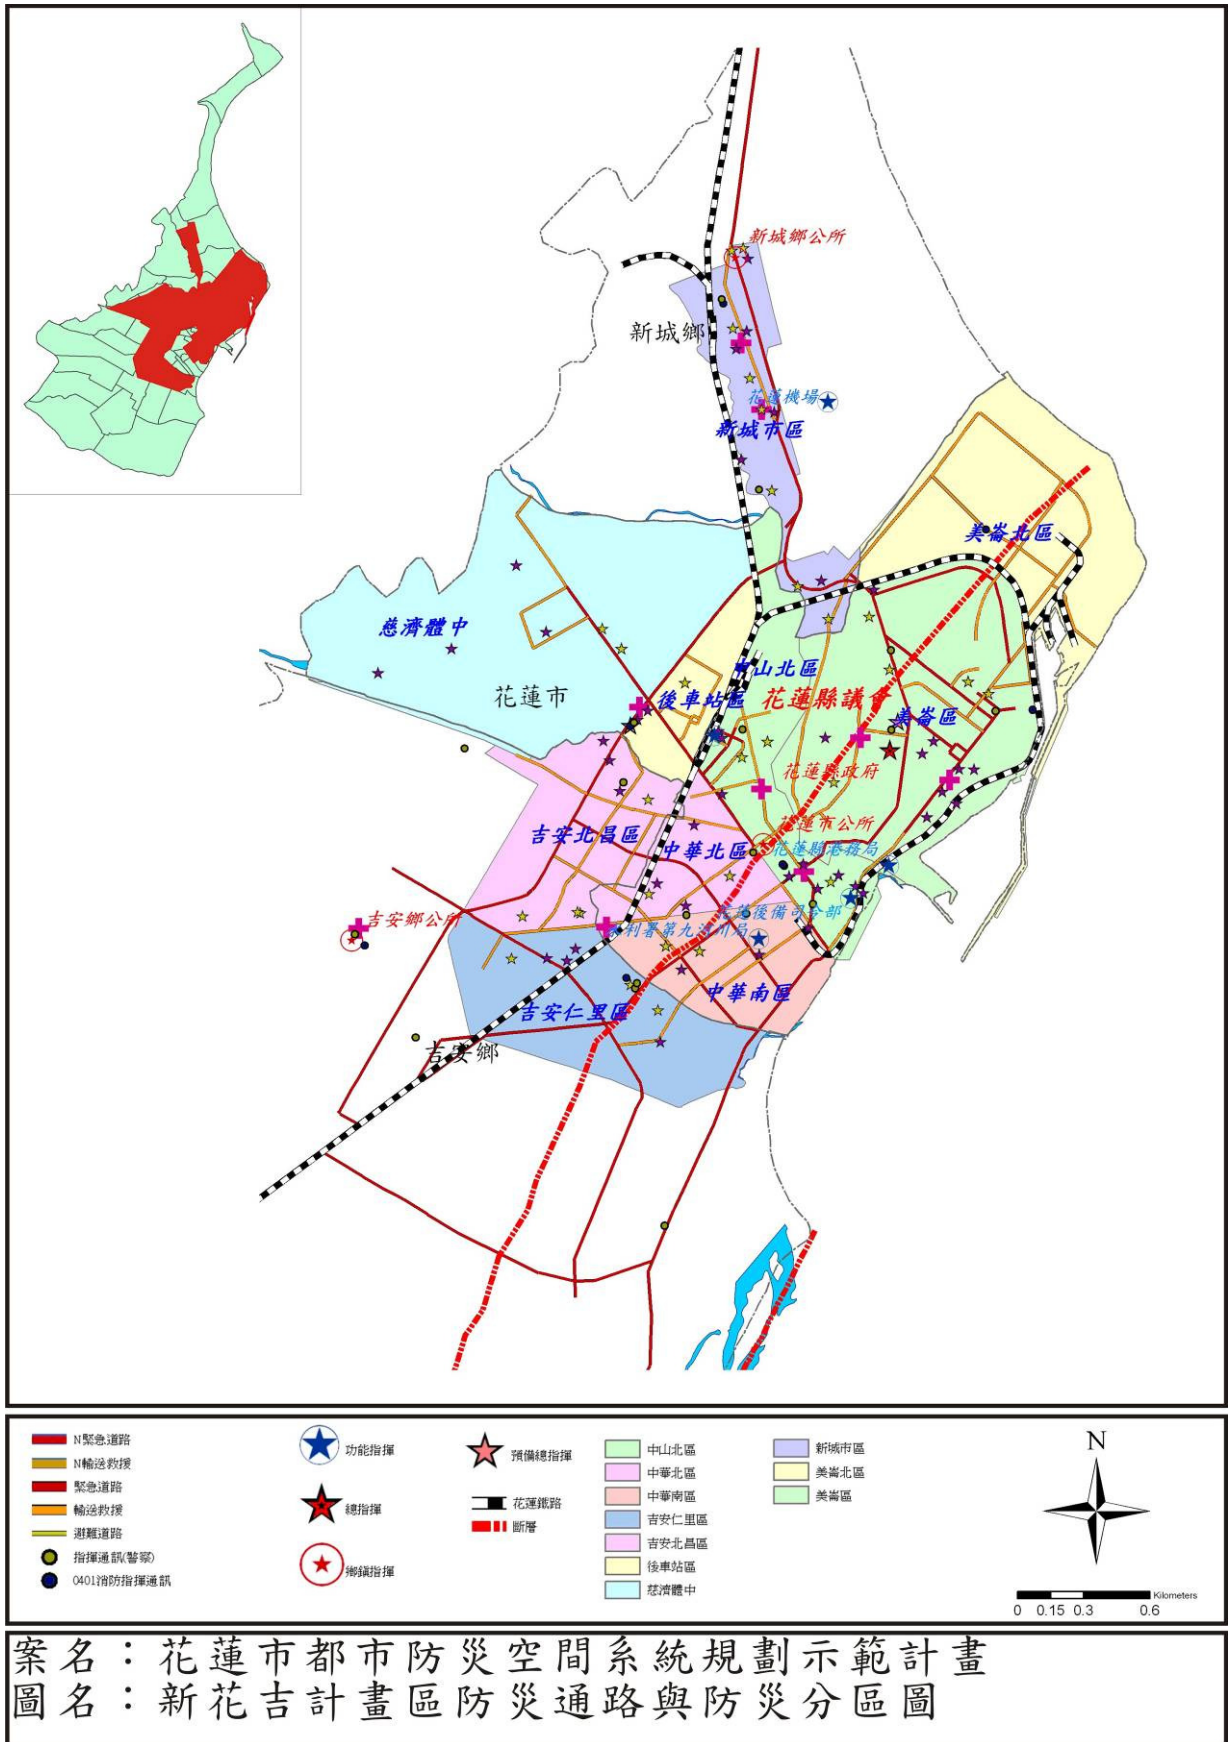 新城鄉公所
新城鄉
花蓮機場
新城市區
美崙北區
慈濟體中
花蓮市
中山北區
後車站區
花蓮縣議會
美崙區
花蓮縣政府
花蓮市公所
吉安北昌區
中華北區
花蓮縣港務局
吉安鄉公所
花蓮後備司令部
水利署第九河川局
中華南區
吉安仁里區
吉安鄉
N緊急道路
N輸送救援
緊急道路
輸送救援
避難道路
指揮通訊(警察)
0401消防指揮通訊
功能指揮
總指揮
鄉鎮指揮
預備總指揮
花蓮鐵路
斷層
中山北區
中華北區
中華南區
吉安仁里區
吉安北昌區
後車站區
慈濟體中
新城市區
美崙北區
美崙區
N
Kilometers
0 0.15 0.3 0.6
案名：花蓮市都市防災空間系統規劃示範計畫
圖名：新花吉計畫區防災通路與防災分區圖